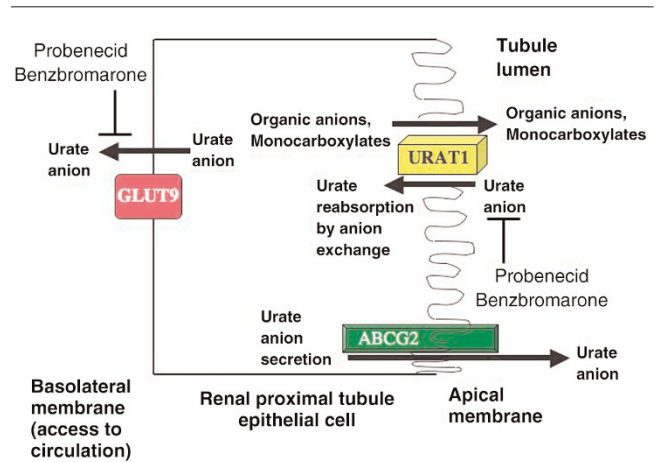 Probenecid
Benzbromarone
Urate
anion
Urate
anion
GLUT9
Tubule
lumen
Organic anions,
Monocarboxylates
Organic anions,
Monocarboxylates
URAT1
Urate
reabsorption
by anion
exchange
Urate
anion
Probenecid
Benzbromarone
Urate
anion
secretion
ABCG2
Urate
anion
Basolateral
membrane
(access to
circulation)
Renal proximal tubule
epithelial cell
Apical
membrane